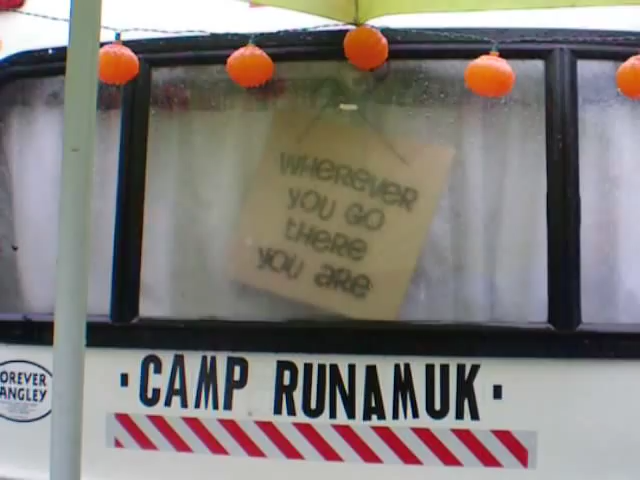 WHEREVER
YOU GO
tHERE
YOU aRE
OREVER
ANGLEY
·CAMP RUNAMUK·